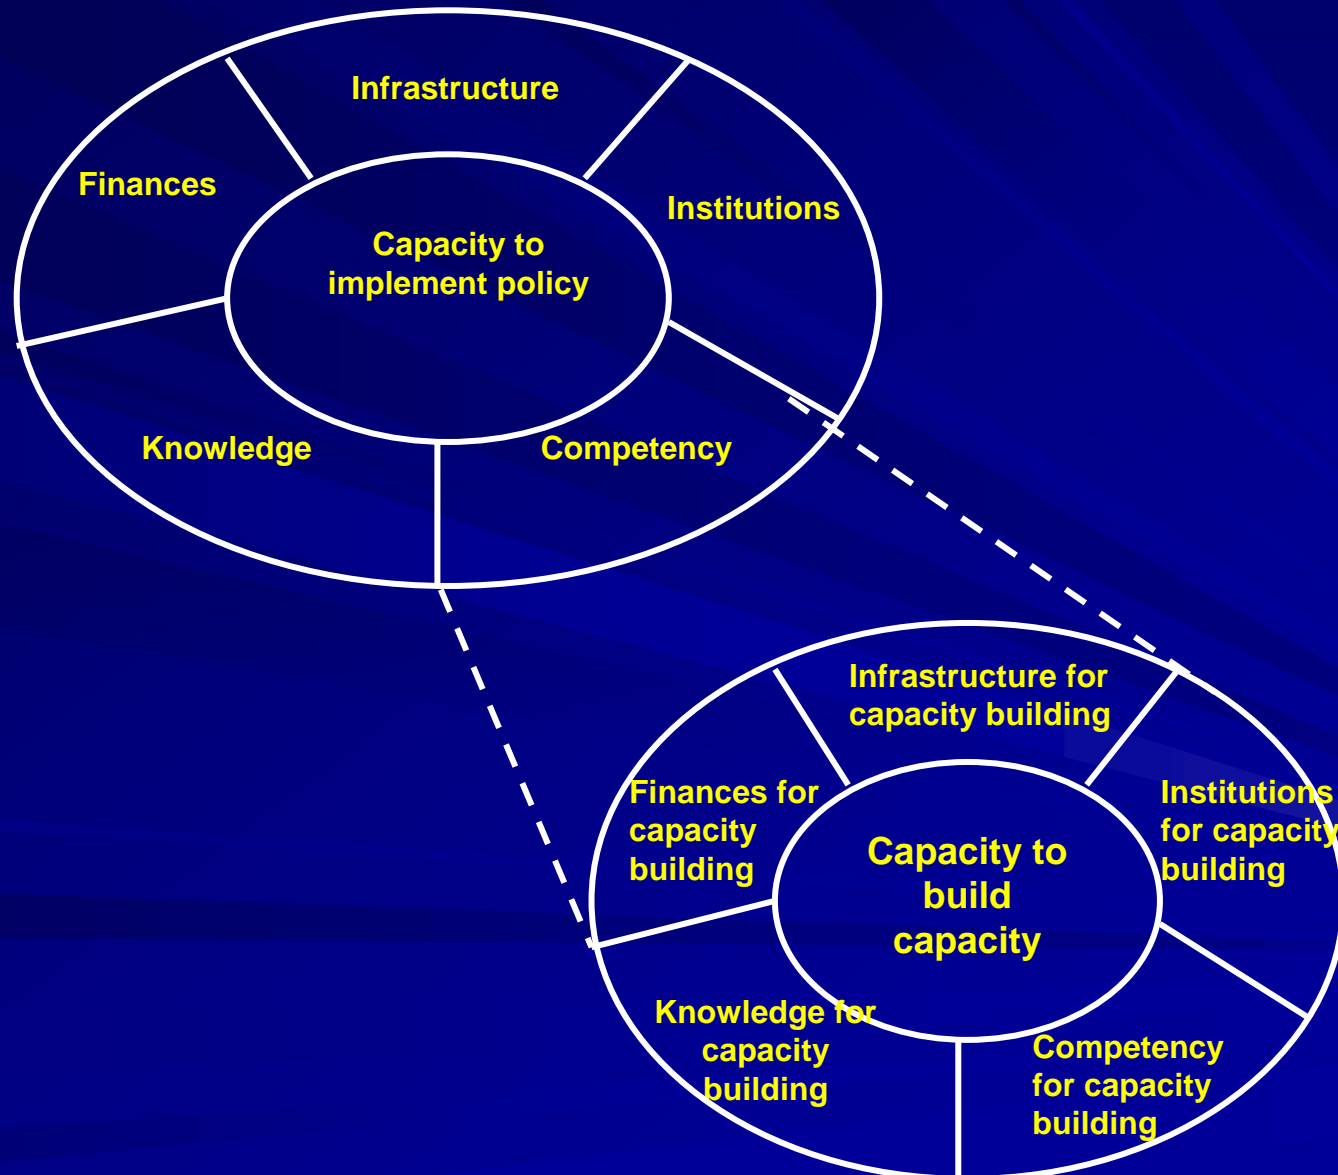 Infrastructure
Finances
Institutions
Capacity to
implement policy
Knowledge
Competency
Infrastructure for
capacity building
Finances for
capacity
building
Institutions
for capacity
building
Capacity to
build
capacity
Knowledge for
capacity
building
Competency
for capacity
building